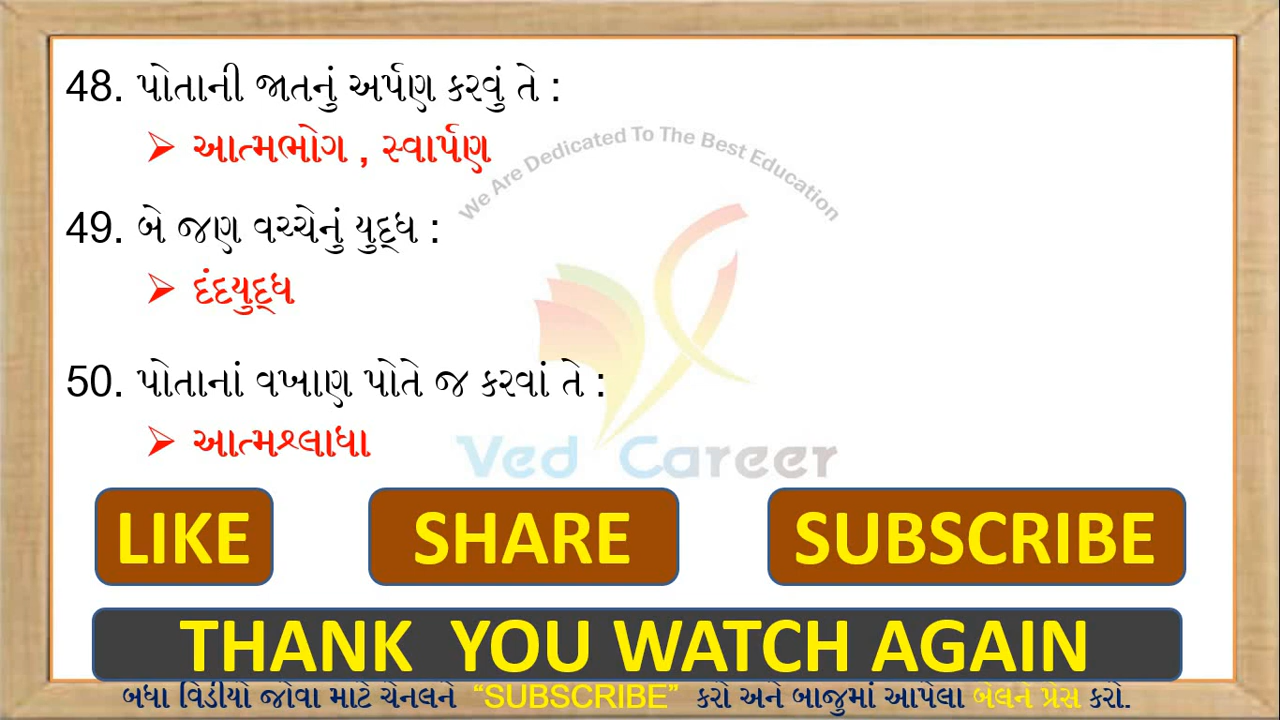 48. પોતાની જાતનું અર્પણ કરવું તે :
➢ આત્મભોગ , સ્વાર્પણ
We Are Dedicated To The Best Education
49. બે જણ વચ્ચેનું યુદ્ધ :
➢ દંદયુદ્ધ
50. પોતાનાં વખાણ પોતે જ કરવાં તે :
➢ આત્મશ્લાધા
Ved Career
LIKE SHARE SUBSCRIBE
THANK YOU WATCH AGAIN
બધા વિડીયો જોવા માટે ચેનલને “SUBSCRIBE” કરો અને બાજુમાં આપેલા બેલને પ્રેસ કરો.